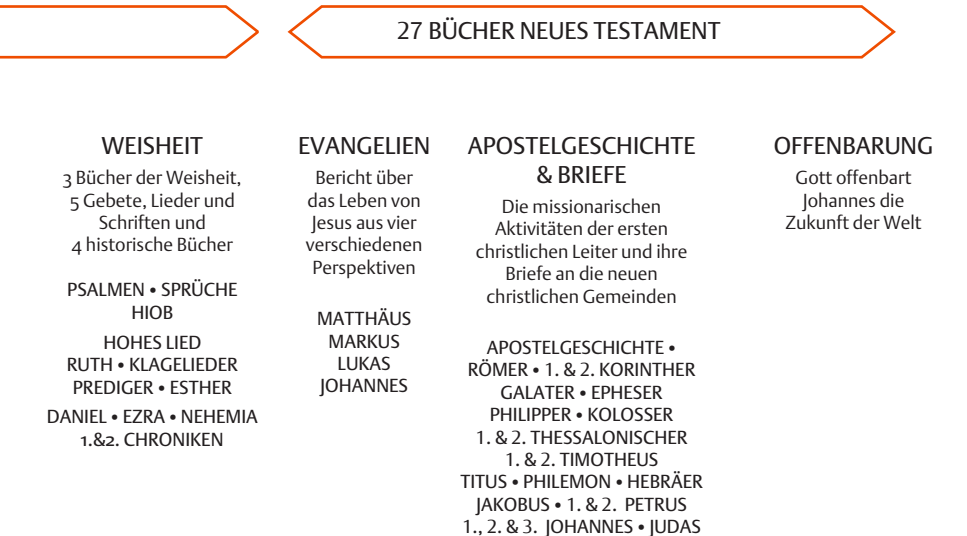 27 BÜCHER NEUES TESTAMENT
WEISHEIT
3 Bücher der Weisheit,
5 Gebete, Lieder und
Schriften und
4 historische Bücher
PSALMEN • SPRÜCHE
HIOB
HOHES LIED
RUTH • KLAGELIEDER
PREDIGER • ESTHER
DANIEL • EZRA • NEHEMIA
1.&2. CHRONIKEN
EVANGELIEN
Bericht über
das Leben von
Jesus aus vier
verschiedenen
Perspektiven
MATTHÄUS
MARKUS
LUKAS
JOHANNES
APOSTELGESCHICHTE
& BRIEFE
Die missionarischen
Aktivitäten der ersten
christlichen Leiter und ihre
Briefe an die neuen
christlichen Gemeinden
APOSTELGESCHICHTE •
RÖMER • 1. & 2. KORINTHER
GALATER • EPHESER
PHILIPPER • KOLOSSER
1. & 2. THESSALONISCHER
1. & 2. TIMOTHEUS
TITUS • PHILEMON • HEBRÄER
JAKOBUS • 1. & 2. PETRUS
1., 2. & 3. JOHANNES • JUDAS
OFFENBARUNG
Gott offenbart
Johannes die
Zukunft der Welt